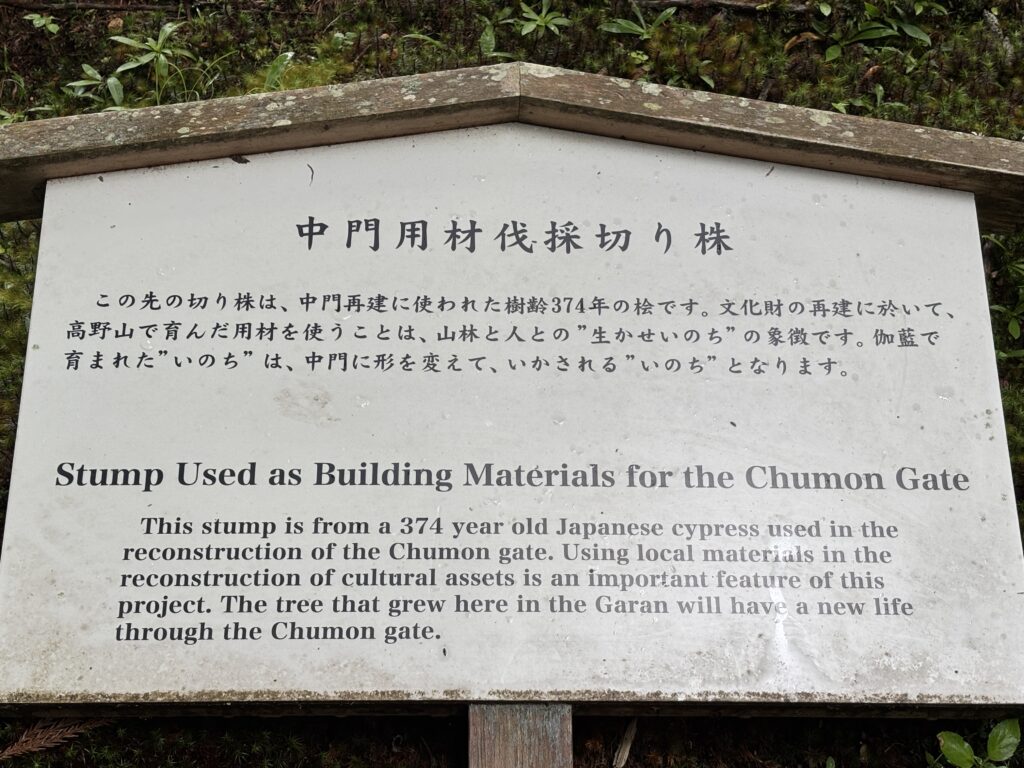 中門用材伐採切り株
この先の切り株は、中門再建に使われた樹齢374年の桧です。文化財の再建に於いて、
高野山で育んだ用材を使うことは、山林と人との”生かせいのち”の象徴です。伽藍で
育まれた”いのち”は、中門に形を変えて、いかされる”いのち”となります。
Stump Used as Building Materials for the Chumon Gate
This stump is from a 374 year old Japanese cypress used in the
reconstruction of the Chumon gate. Using local materials in the
reconstruction of cultural assets is an important feature of this
project. The tree that grew here in the Garan will have a new life
through the Chumon gate.